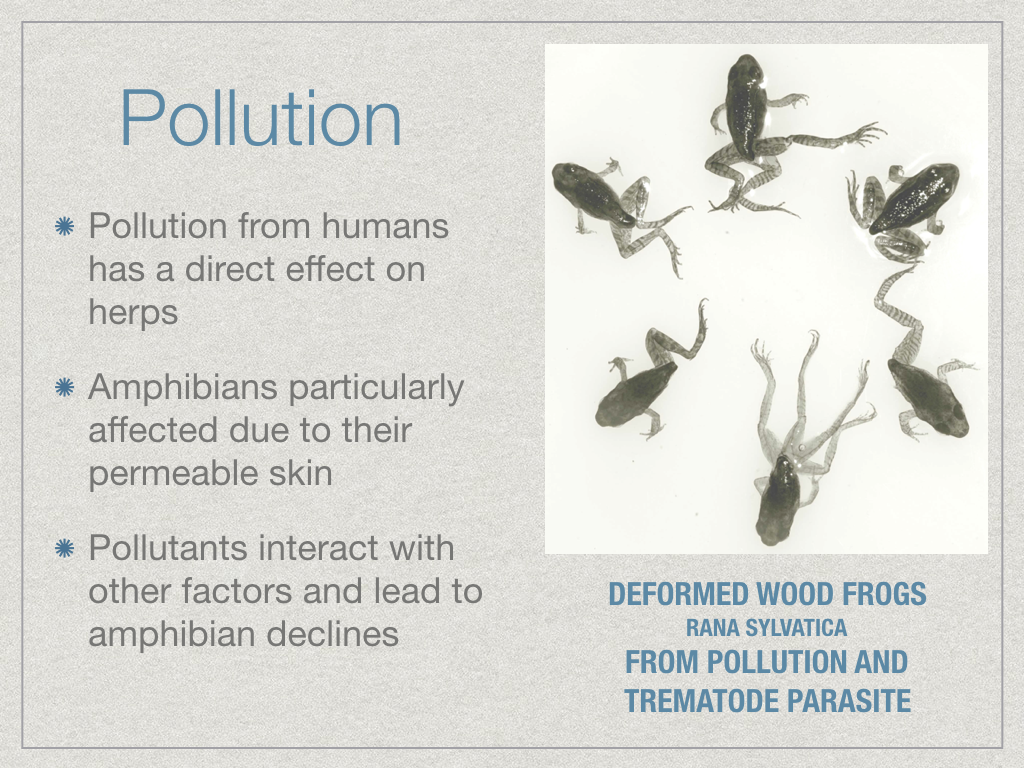 Pollution
Pollution from humans
has a direct effect on
herps
Amphibians particularly
affected due to their
permeable skin
Pollutants interact with
other factors and lead to
amphibian declines
DEFORMED WOOD FROGS
RANA SYLVATICA
FROM POLLUTION AND
TREMATODE PARASITE